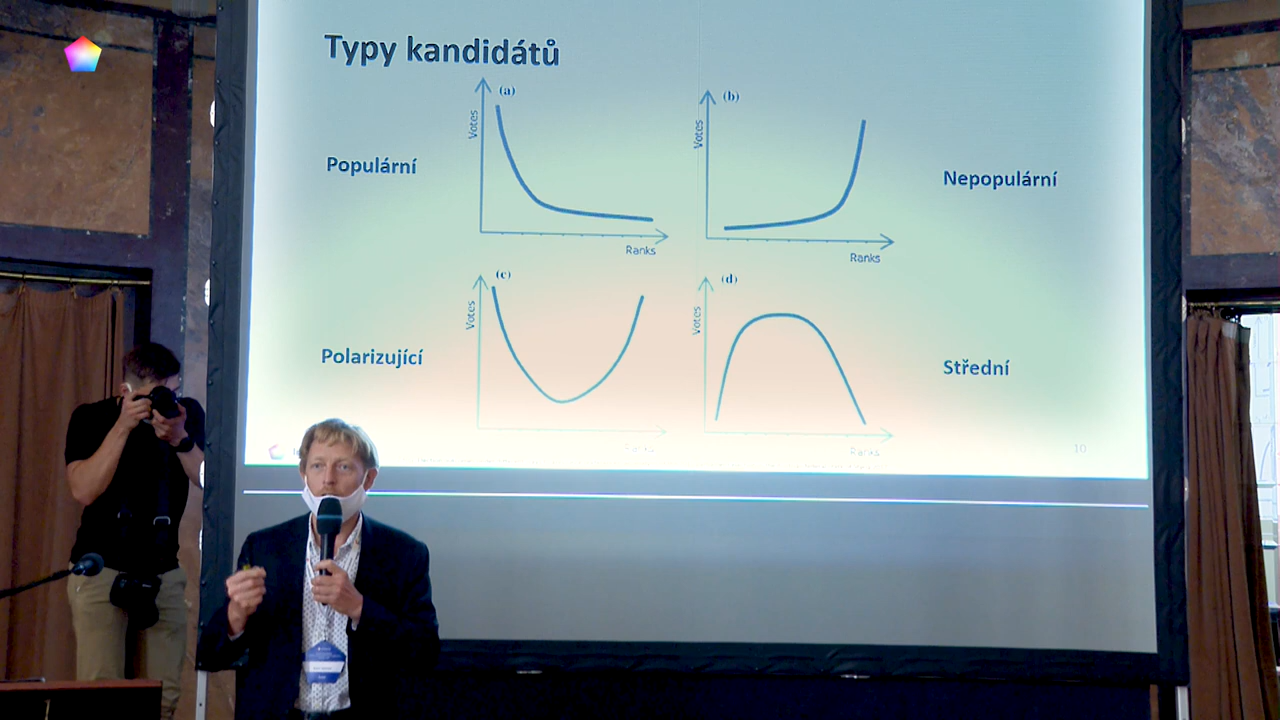 Typy kandidátů
(a)
Votes
Ranks
Populární
(b)
Votes
Ranks
Nepopulární
(c)
Votes
Ranks
Polarizující
(d)
Votes
Ranks
Střední
10